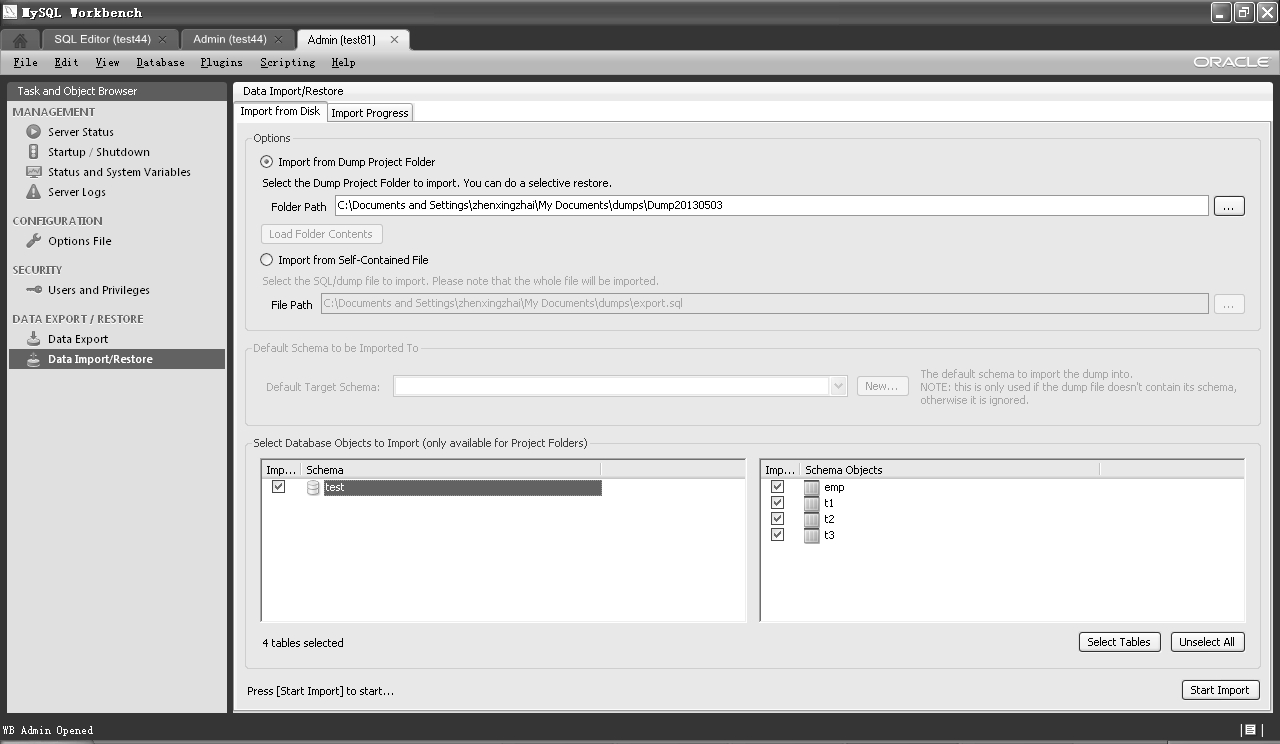 MySQL Workbench
SQL Editor (test44)
Admin (test44)
Admin (test81)
File Edit View Database Plugins Scripting Help
ORACLE
Task and Object Browser
MANAGEMENT
Server Status
Startup / Shutdown
Status and System Variables
Server Logs
CONFIGURATION
Options File
SECURITY
Users and Privileges
DATA EXPORT / RESTORE
Data Export
Data Import/Restore
Data Import/Restore
Import from Disk
Import Progress
Options
Import from Dump Project Folder
Select the Dump Project Folder to import. You can do a selective restore.
Folder Path C:\Documents and Settings\zhenxingzhai\My Documents\dumps\Dump20130503 ...
Load Folder Contents
Import from Self-Contained File
Select the SQL/dump file to import. Please note that the whole file will be imported.
File Path C:\Documents and Settings\zhenxingzhai\My Documents\dumps\export.sql ...
Default Schema to be Imported To
Default Target Schema:
New...
The default schema to import the dump into.
NOTE: this is only used if the dump file doesn't contain its schema,
otherwise it is ignored.
Select Database Objects to Import (only available for Project Folders)
Imp... Schema
test
Imp... Schema Objects
emp
t1
t2
t3
4 tables selected
Select Tables
Unselect All
Press [Start Import] to start...
Start Import
WB Admin Opened